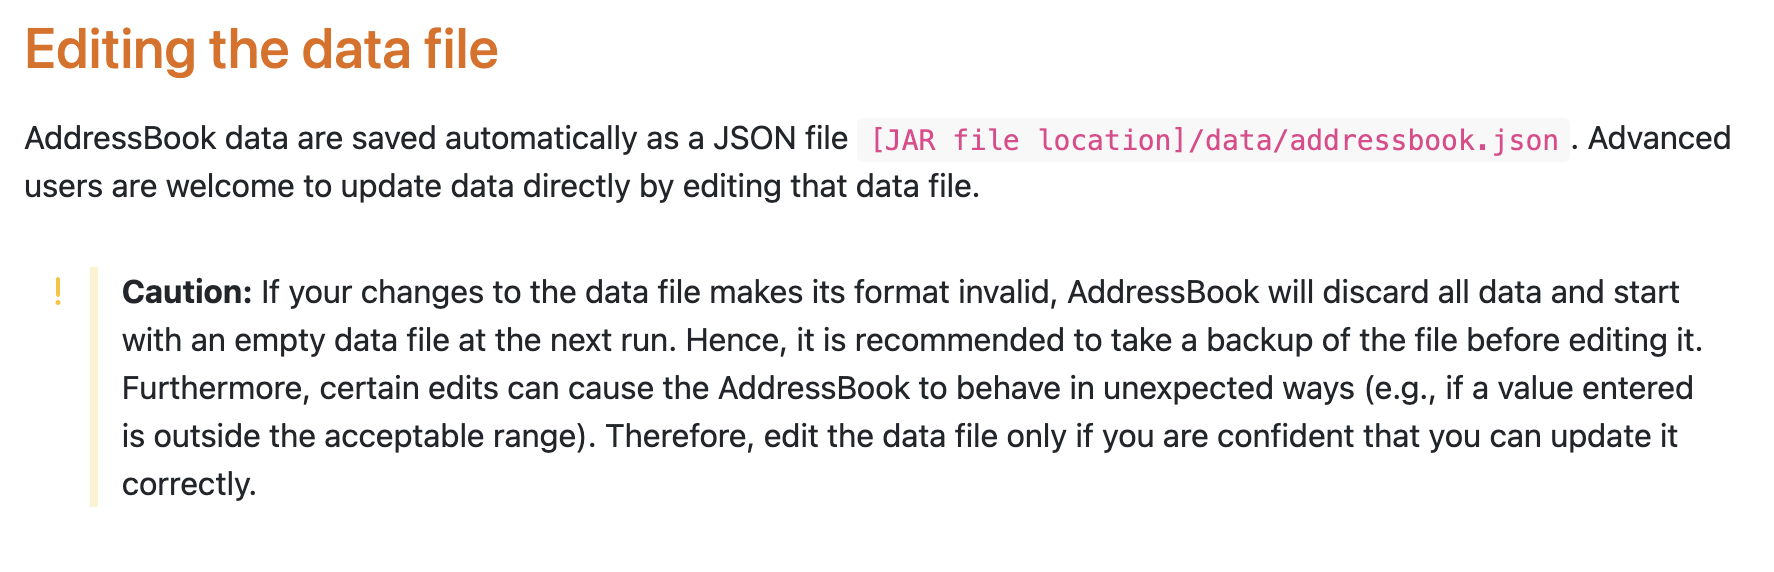 Editing the data file
AddressBook data are saved automatically as a JSON file [JAR file location]/data/addressbook.json. Advanced
users are welcome to update data directly by editing that data file.
! Caution: If your changes to the data file makes its format invalid, AddressBook will discard all data and start
with an empty data file at the next run. Hence, it is recommended to take a backup of the file before editing it.
Furthermore, certain edits can cause the AddressBook to behave in unexpected ways (e.g., if a value entered
is outside the acceptable range). Therefore, edit the data file only if you are confident that you can update it
correctly.